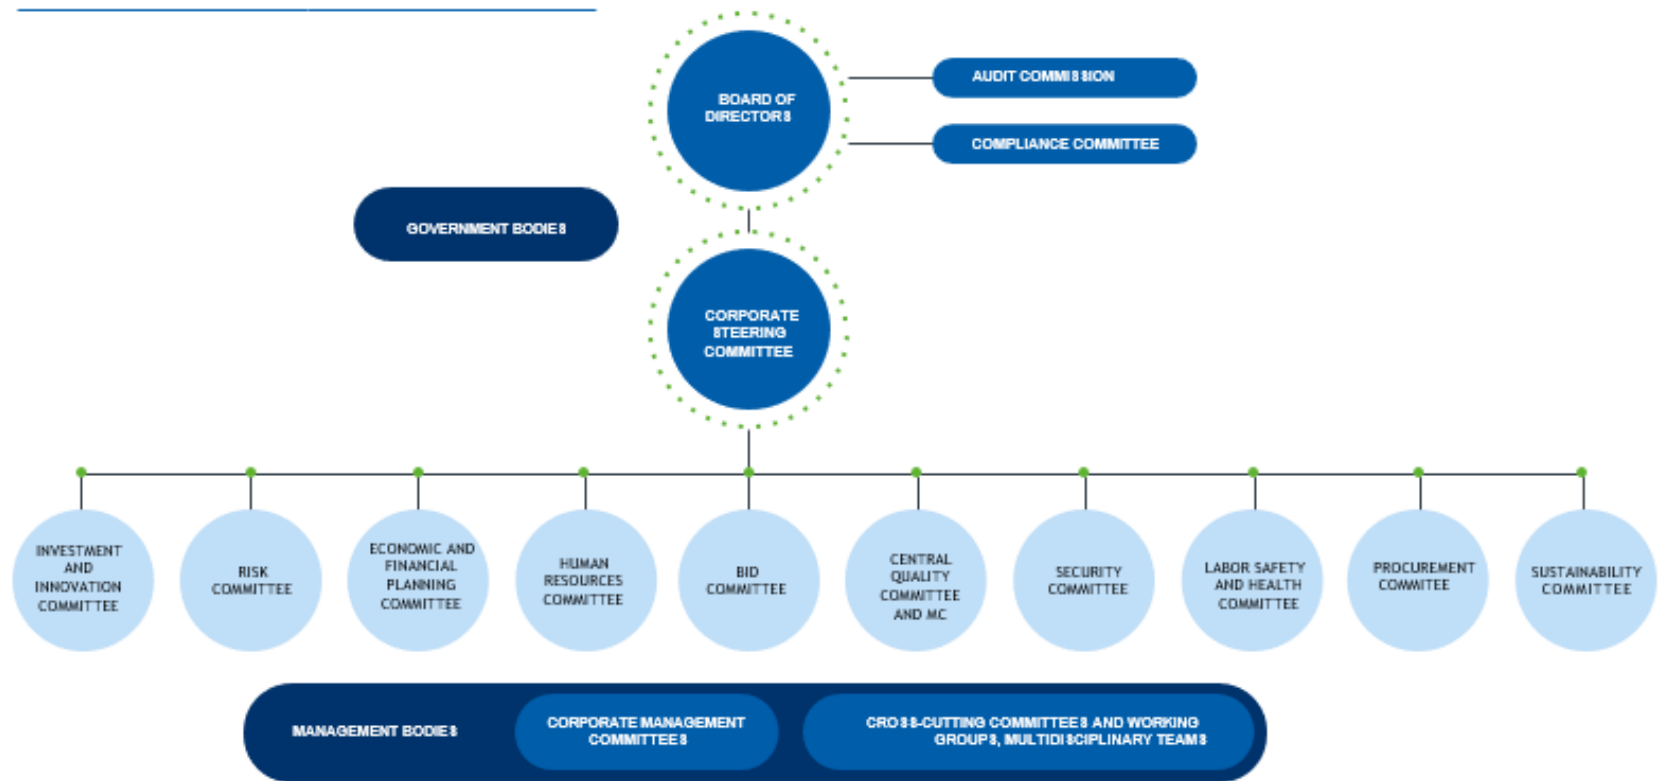 BOARD OF
DIRECTORS
AUDIT COMMISSION
COMPLIANCE COMMITTEE
GOVERNMENT BODIES
CORPORATE
STEERING
COMMITTEE
INVESTMENT
AND
INNOVATION
COMMITTEE
RISK
COMMITTEE
ECONOMIC AND
FINANCIAL
PLANNING
COMMITTEE
HUMAN
RESOURCES
COMMITTEE
BID
COMMITTEE
CENTRAL
QUALITY
COMMITTEE
AND MC
SECURITY
COMMITTEE
LABOR SAFETY
AND HEALTH
COMMITTEE
PROCUREMENT
COMMITEE
SUSTAINABILITY
COMMITTEE
MANAGEMENT BODIES
CORPORATE MANAGEMENT
COMMITTEES
CROSS-CUTTING COMMITTEES AND WORKING
GROUPS, MULTIDISCIPLINARY TEAMS